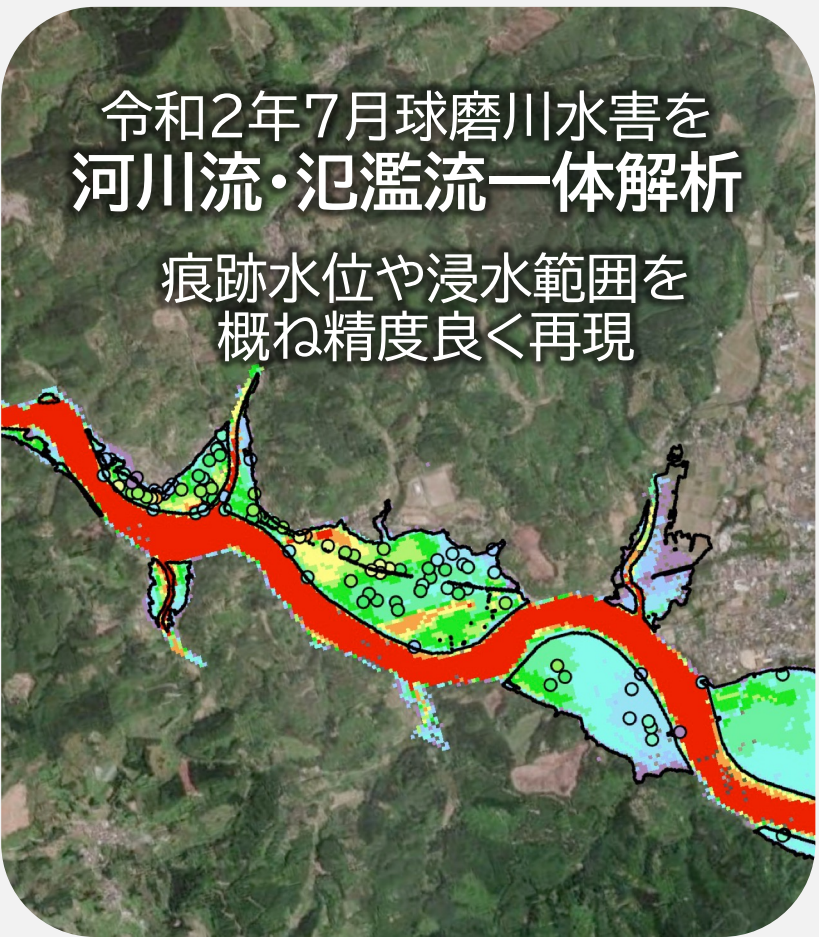 令和2年7月球磨川水害を
河川流・氾濫流一体解析
痕跡水位や浸水範囲を
概ね精度良く再現